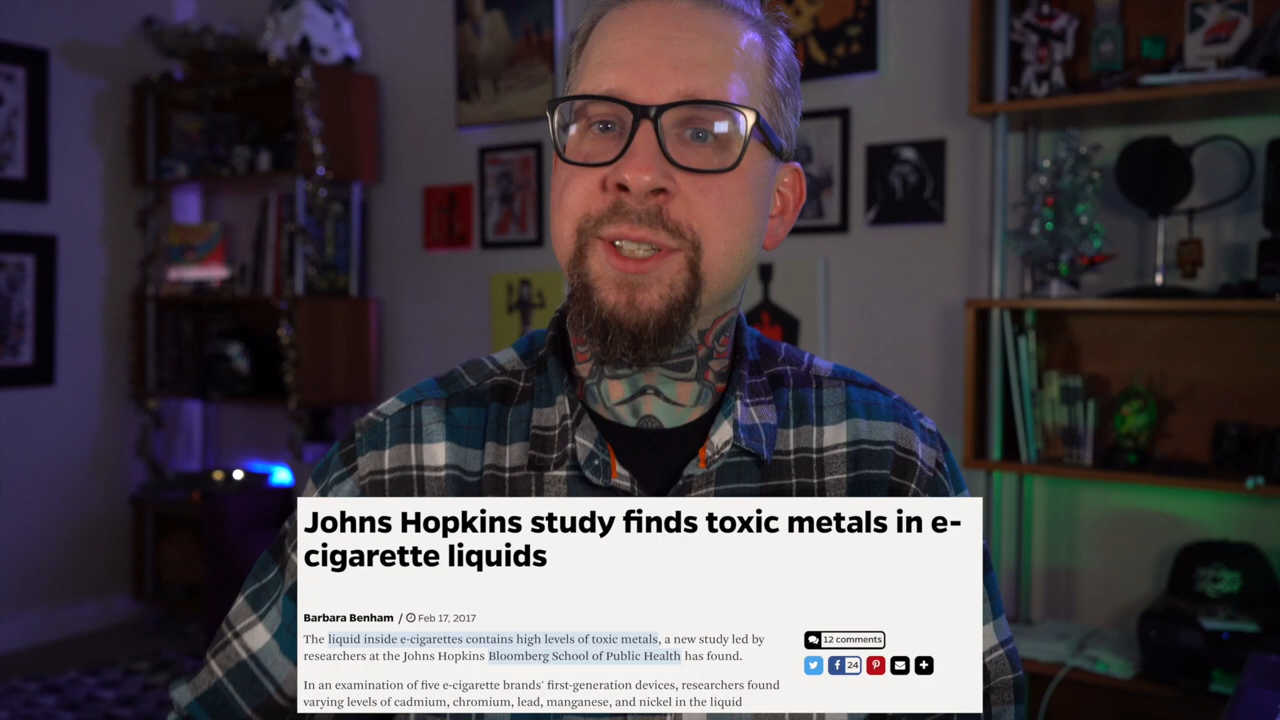 Johns Hopkins study finds toxic metals in e-
cigarette liquids
Barbara Benham / Feb 17, 2017
The liquid inside e-cigarettes contains high levels of toxic metals, a new study led by
researchers at the Johns Hopkins Bloomberg School of Public Health has found.
12 comments
24
In an examination of five e-cigarette brands' first-generation devices, researchers found
varying levels of cadmium, chromium, lead, manganese, and nickel in the liquid